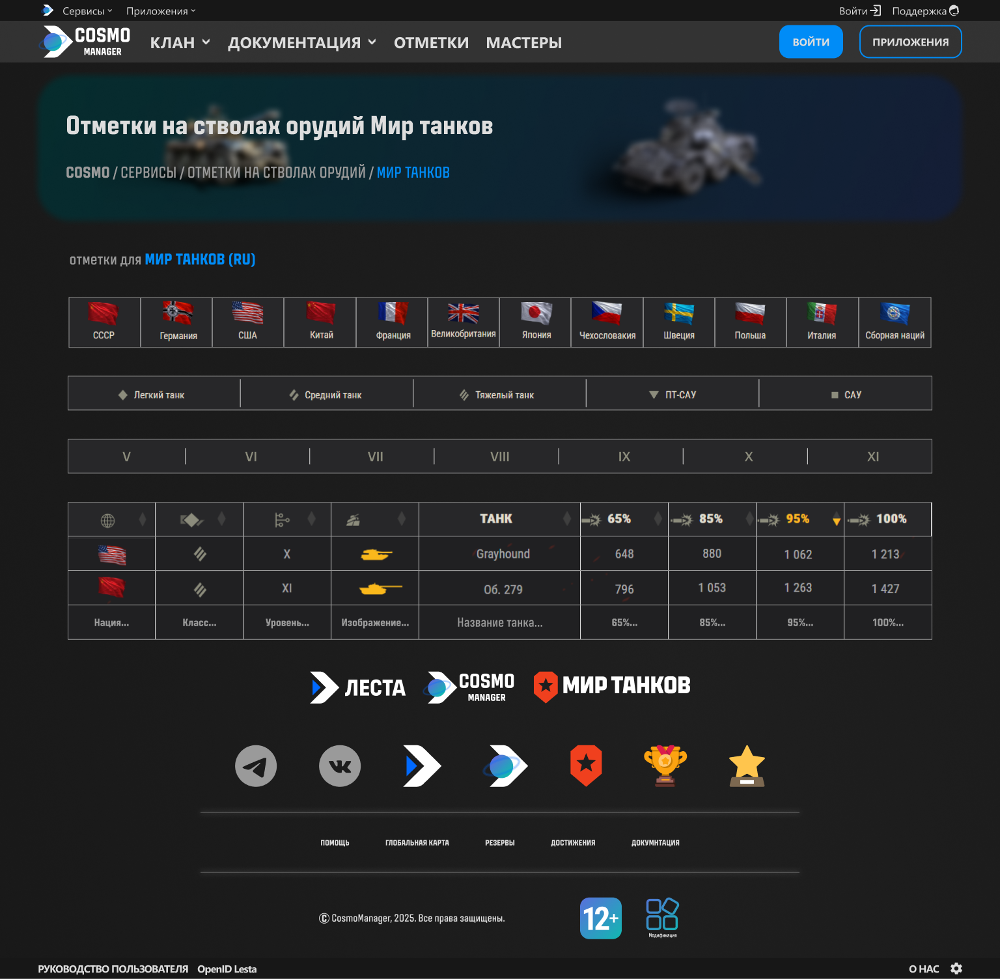 Сервисы Приложения Войти Поддержка
COSMO
MANAGER
КЛАН ДОКУМЕНТАЦИЯ ОТМЕТКИ МАСТЕРЫ ВОЙТИ ПРИЛОЖЕНИЯ
Отметки на стволах орудий Мир танков
COSMO / СЕРВИСЫ / ОТМЕТКИ НА СТВОЛАХ ОРУДИЙ / МИР ТАНКОВ
отметки для МИР ТАНКОВ (RU)
СССР Германия США Китай Франция Великобритания Япония Чехословакия Швеция Польша Италия Сборная наций
Легкий танк Средний танк Тяжелый танк ПТ-САУ САУ
V VI VII VIII IX X XI
ТАНК 65% 85% 95% 100%
X Grayhound 648 880 1 062 1 213
XI Об. 279 796 1 053 1 263 1 427
Нация... Класс... Уровень... Изображение... Название танка... 65%... 85%... 95%... 100%...
ЛЕСТА COSMO MANAGER МИР ТАНКОВ
ПОМОЩЬ ГЛОБАЛЬНАЯ КАРТА РЕЗЕРВЫ ДОСТИЖЕНИЯ ДОКУМНТАЦИЯ
© CosmoManager, 2025. Все права защищены. 12+
Модификация
РУКОВОДСТВО ПОЛЬЗОВАТЕЛЯ OpenID Lesta О НАС